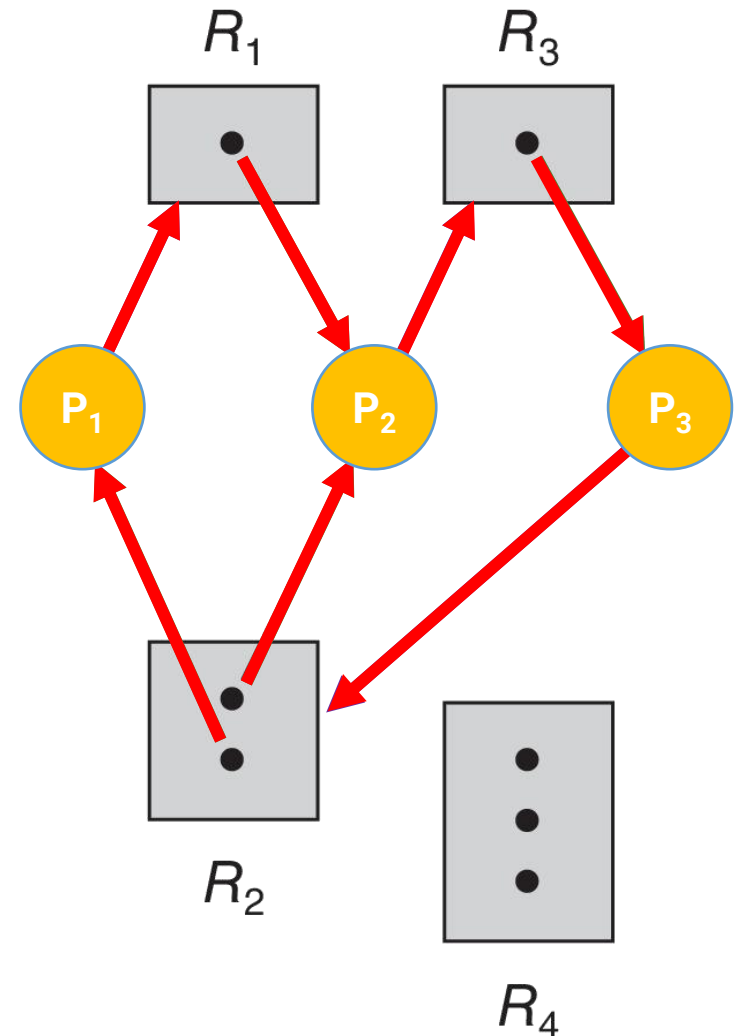 R₁ R₃
P₁ P₂ P₃
R₂
R₄